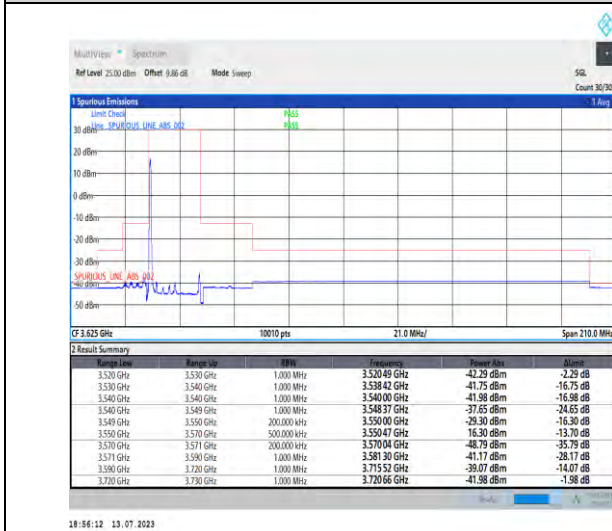 MultiView Spectrum
Ref Level 25.00 dBm Offset 9.86 dB Mode Sweep SGL
Count 30/30
1 Spurious Emissions 1 Avg
Limit Check PASS
Line SPURIOUS_LINE_ABS_002 PASS
30 dBm
20 dBm
10 dBm
0 dBm
-10 dBm
-20 dBm
-30 dBm
SPURIOUS_LINE_ABS_002
-40 dBm
-50 dBm
CF 3.625 GHz 10010 pts 21.0 MHz/ Span 210.0 MHz
2 Result Summary
Range Low Range Up RBW Frequency Power Abs ΔLimit
3.520 GHz 3.530 GHz 1.000 MHz 3.52049 GHz -42.29 dBm -2.29 dB
3.530 GHz 3.540 GHz 1.000 MHz 3.53842 GHz -41.75 dBm -16.75 dB
3.540 GHz 3.540 GHz 1.000 MHz 3.54000 GHz -41.98 dBm -16.98 dB
3.540 GHz 3.549 GHz 1.000 MHz 3.54837 GHz -37.65 dBm -24.65 dB
3.549 GHz 3.550 GHz 200.000 kHz 3.55000 GHz -29.30 dBm -16.30 dB
3.550 GHz 3.570 GHz 500.000 kHz 3.55047 GHz 16.30 dBm -13.70 dB
3.570 GHz 3.571 GHz 200.000 kHz 3.57004 GHz -48.79 dBm -35.79 dB
3.571 GHz 3.590 GHz 1.000 MHz 3.58130 GHz -41.17 dBm -28.17 dB
3.590 GHz 3.720 GHz 1.000 MHz 3.71552 GHz -39.07 dBm -14.07 dB
3.720 GHz 3.730 GHz 1.000 MHz 3.72066 GHz -41.98 dBm -1.98 dB
18:56:12 13.07.2023